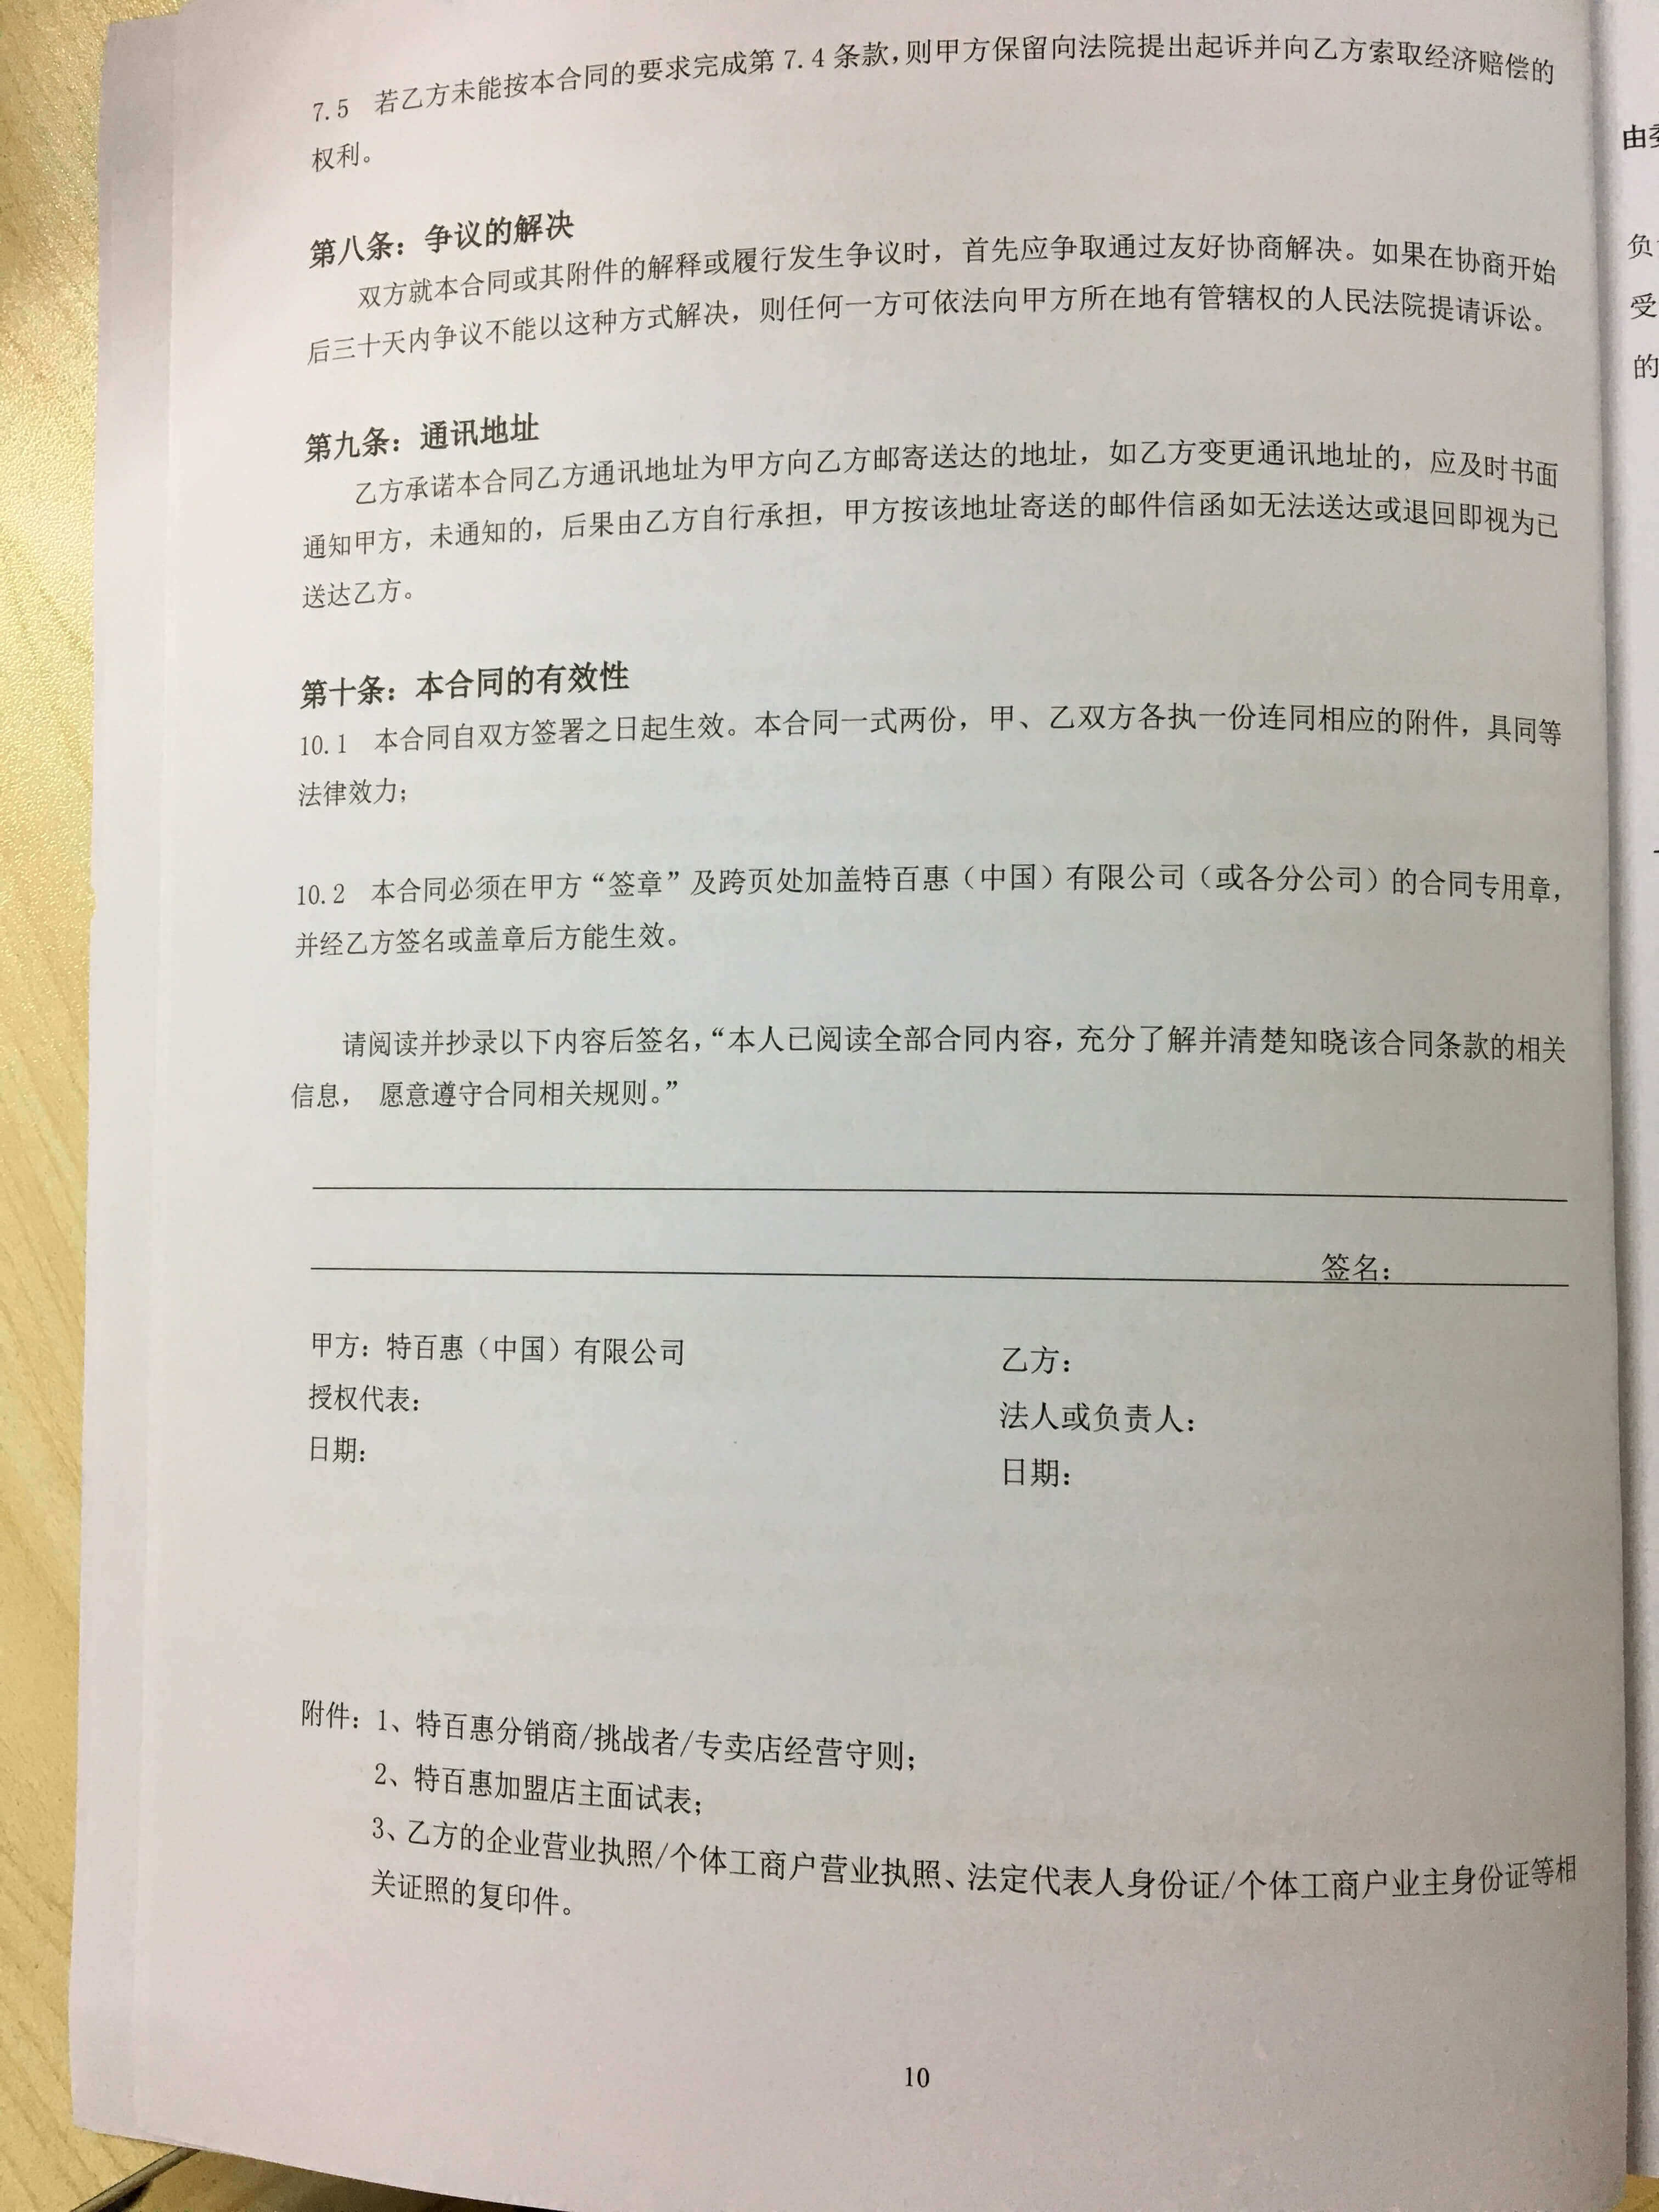 7.5 若乙方未能按本合同的要求完成第 7.4 条款,则甲方保留向法院提出起诉并向乙方索取经济赔偿的
权利。
第八条：争议的解决
双方就本合同或其附件的解释或履行发生争议时，首先应争取通过友好协商解决。如果在协商开始
后三十天内争议不能以这种方式解决，则任何一方可依法向甲方所在地有管辖权的人民法院提请诉讼。
第九条：通讯地址
乙方承诺本合同乙方通讯地址为甲方向乙方邮寄送达的地址，如乙方变更通讯地址的，应及时书面
通知甲方，未通知的，后果由乙方自行承担，甲方按该地址寄送的邮件信函如无法送达或退回即视为已
送达乙方。
第十条：本合同的有效性
10.1 本合同自双方签署之日起生效。本合同一式两份，甲、乙双方各执一份连同相应的附件，具同等
法律效力；
10.2 本合同必须在甲方“签章”及跨页处加盖特百惠（中国）有限公司（或各分公司）的合同专用章，
并经乙方签名或盖章后方能生效。
请阅读并抄录以下内容后签名，“本人已阅读全部合同内容，充分了解并清楚知晓该合同条款的相关
信息， 愿意遵守合同相关规则。”
签名：
甲方：特百惠（中国）有限公司
授权代表：
日期：
乙方：
法人或负责人：
日期：
附件：1、特百惠分销商/挑战者/专卖店经营守则；
2、特百惠加盟店主面试表；
3、乙方的企业营业执照/个体工商户营业执照、法定代表人身份证/个体工商户业主身份证等相
关证照的复印件。
10
由
负
受
的